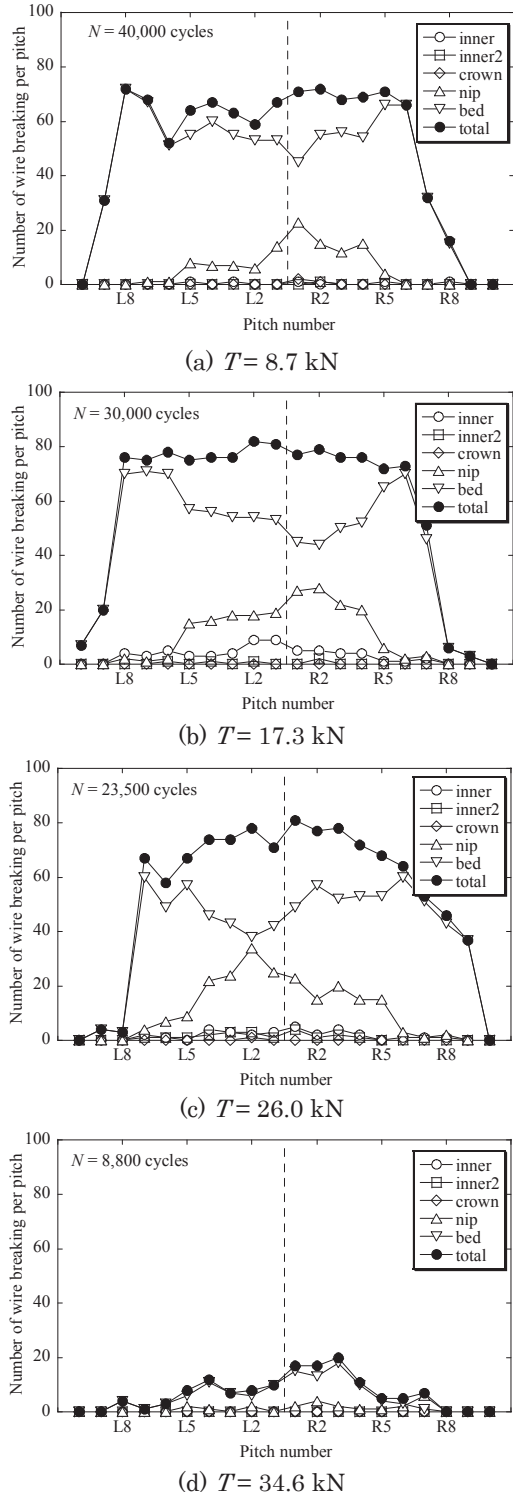 N = 40,000 cycles
inner
inner2
crown
nip
bed
total
Number of wire breaking per pitch
100
80
60
40
20
0
L8 L5 L2 R2 R5 R8
Pitch number
(a) T = 8.7 kN
N = 30,000 cycles
inner
inner2
crown
nip
bed
total
Number of wire breaking per pitch
100
80
60
40
20
0
L8 L5 L2 R2 R5 R8
Pitch number
(b) T = 17.3 kN
N = 23,500 cycles
inner
inner2
crown
nip
bed
total
Number of wire breaking per pitch
100
80
60
40
20
0
L8 L5 L2 R2 R5 R8
Pitch number
(c) T = 26.0 kN
N = 8,800 cycles
inner
inner2
crown
nip
bed
total
Number of wire breaking per pitch
100
80
60
40
20
0
L8 L5 L2 R2 R5 R8
Pitch number
(d) T = 34.6 kN